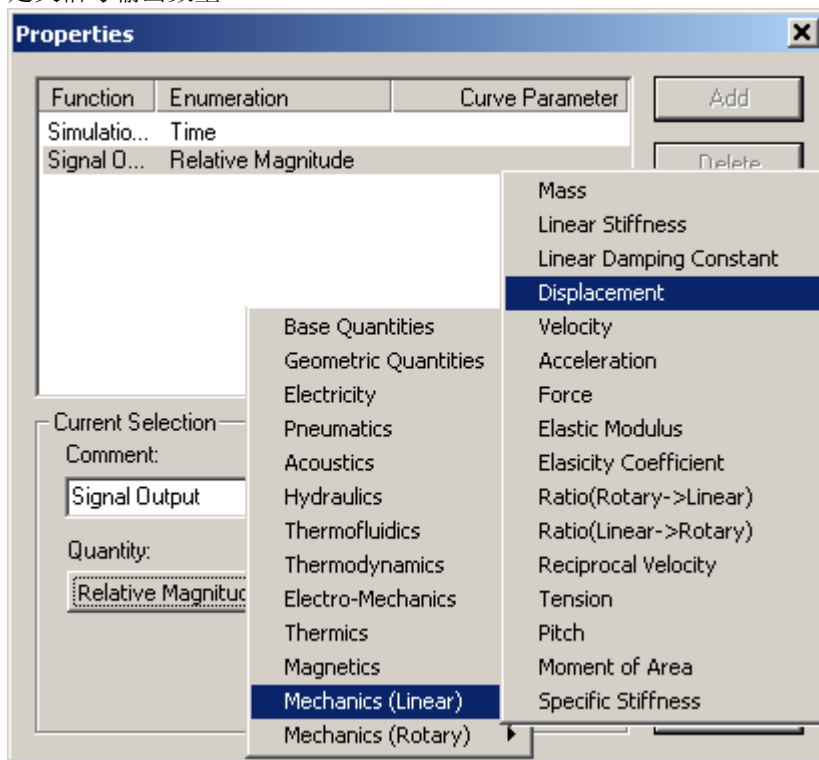 Properties
Function Enumeration Curve Parameter
Simulatio... Time
Signal O... Relative Magnitude
Add
Delete
Mass
Linear Stiffness
Linear Damping Constant
Displacement
Velocity
Acceleration
Force
Elastic Modulus
Elasicity Coefficient
Ratio(Rotary->Linear)
Ratio(Linear->Rotary)
Reciprocal Velocity
Tension
Pitch
Moment of Area
Specific Stiffness
Base Quantities
Geometric Quantities
Electricity
Pneumatics
Acoustics
Hydraulics
Thermofluidics
Thermodynamics
Electro-Mechanics
Thermics
Magnetics
Mechanics (Linear)
Mechanics (Rotary)
Current Selection
Comment:
Signal Output
Quantity:
Relative Magnitud